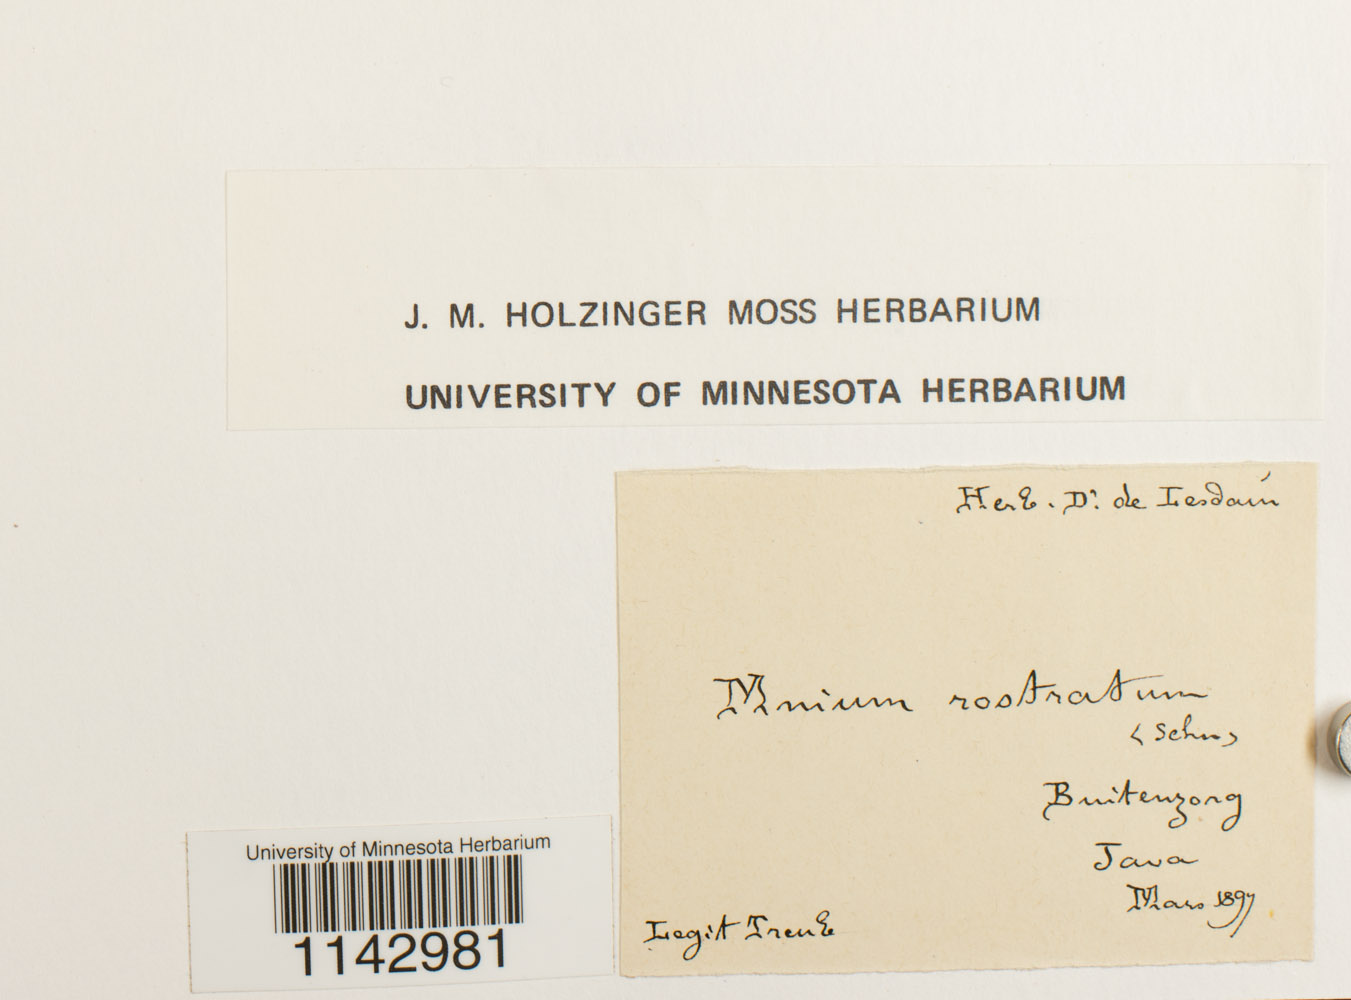 J. M. HOLZINGER MOSS HERBARIUM
UNIVERSITY OF MINNESOTA HERBARIUM
Herb. Dr de Lesdain
Mnium rostratum
(Schw)
Buitenzorg
Java
Mars 1897
Legit Treub
University of Minnesota Herbarium
1142981